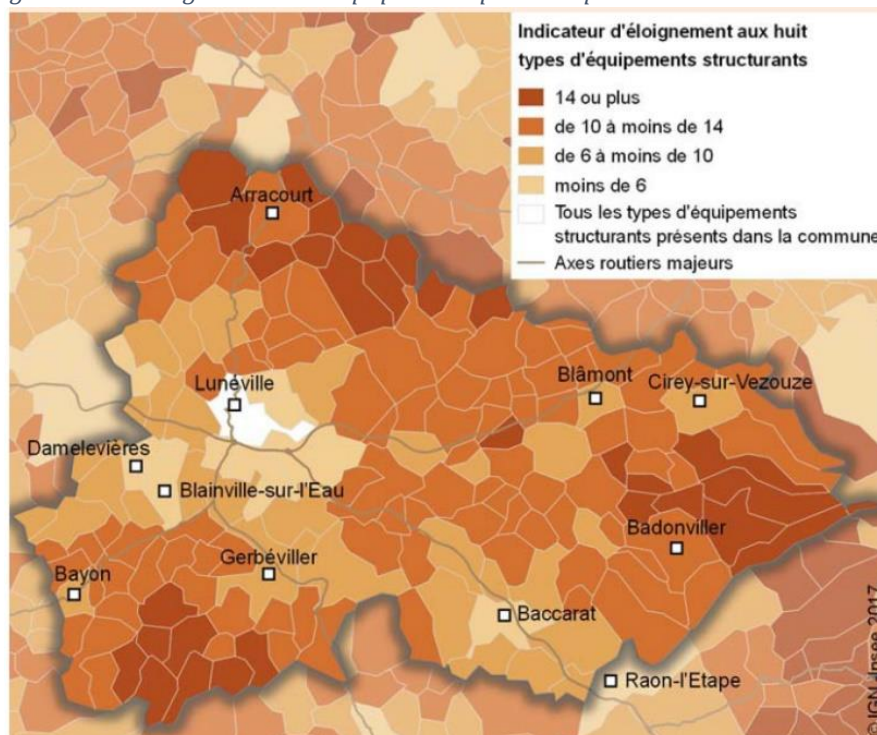 Indicateur d'éloignement aux huit
types d'équipements structurants
14 ou plus
de 10 à moins de 14
de 6 à moins de 10
moins de 6
Tous les types d'équipements
structurants présents dans la commune
Axes routiers majeurs
Arracourt
Lunéville
Blâmont
Cirey-sur-Vezouze
Damelevières
Blainville-sur-l'Eau
Badonviller
Gerbéviller
Bayon
Baccarat
Raon-l'Etape
©IGN-Insee 2017